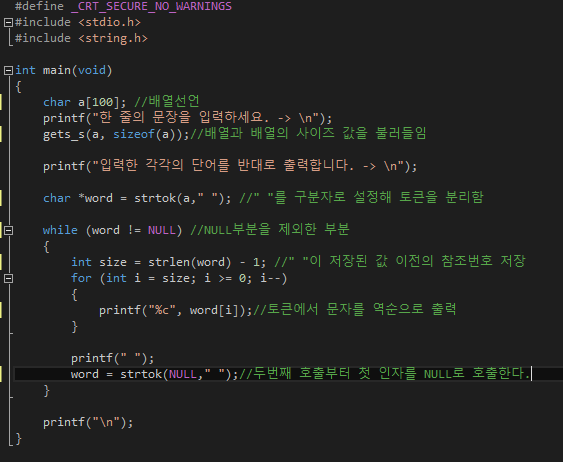 #define _CRT_SECURE_NO_WARNINGS
#include <stdio.h>
#include <string.h>
int main(void)
{
char a[100]; //배열선언
printf("한 줄의 문장을 입력하세요. -> \n");
gets_s(a, sizeof(a));//배열과 배열의 사이즈 값을 불러들임
printf("입력한 각각의 단어를 반대로 출력합니다. -> \n");
char *word = strtok(a," "); //" "를 구분자로 설정해 토큰을 분리함
while (word != NULL) //NULL부분을 제외한 부분
{
int size = strlen(word) - 1; //" "이 저장된 값 이전의 참조번호 저장
for (int i = size; i >= 0; i--)
{
printf("%c", word[i]);//토큰에서 문자를 역순으로 출력
}
printf(" ");
word = strtok(NULL," ");//두번째 호출부터 첫 인자를 NULL로 호출한다.
}
printf("\n");
}